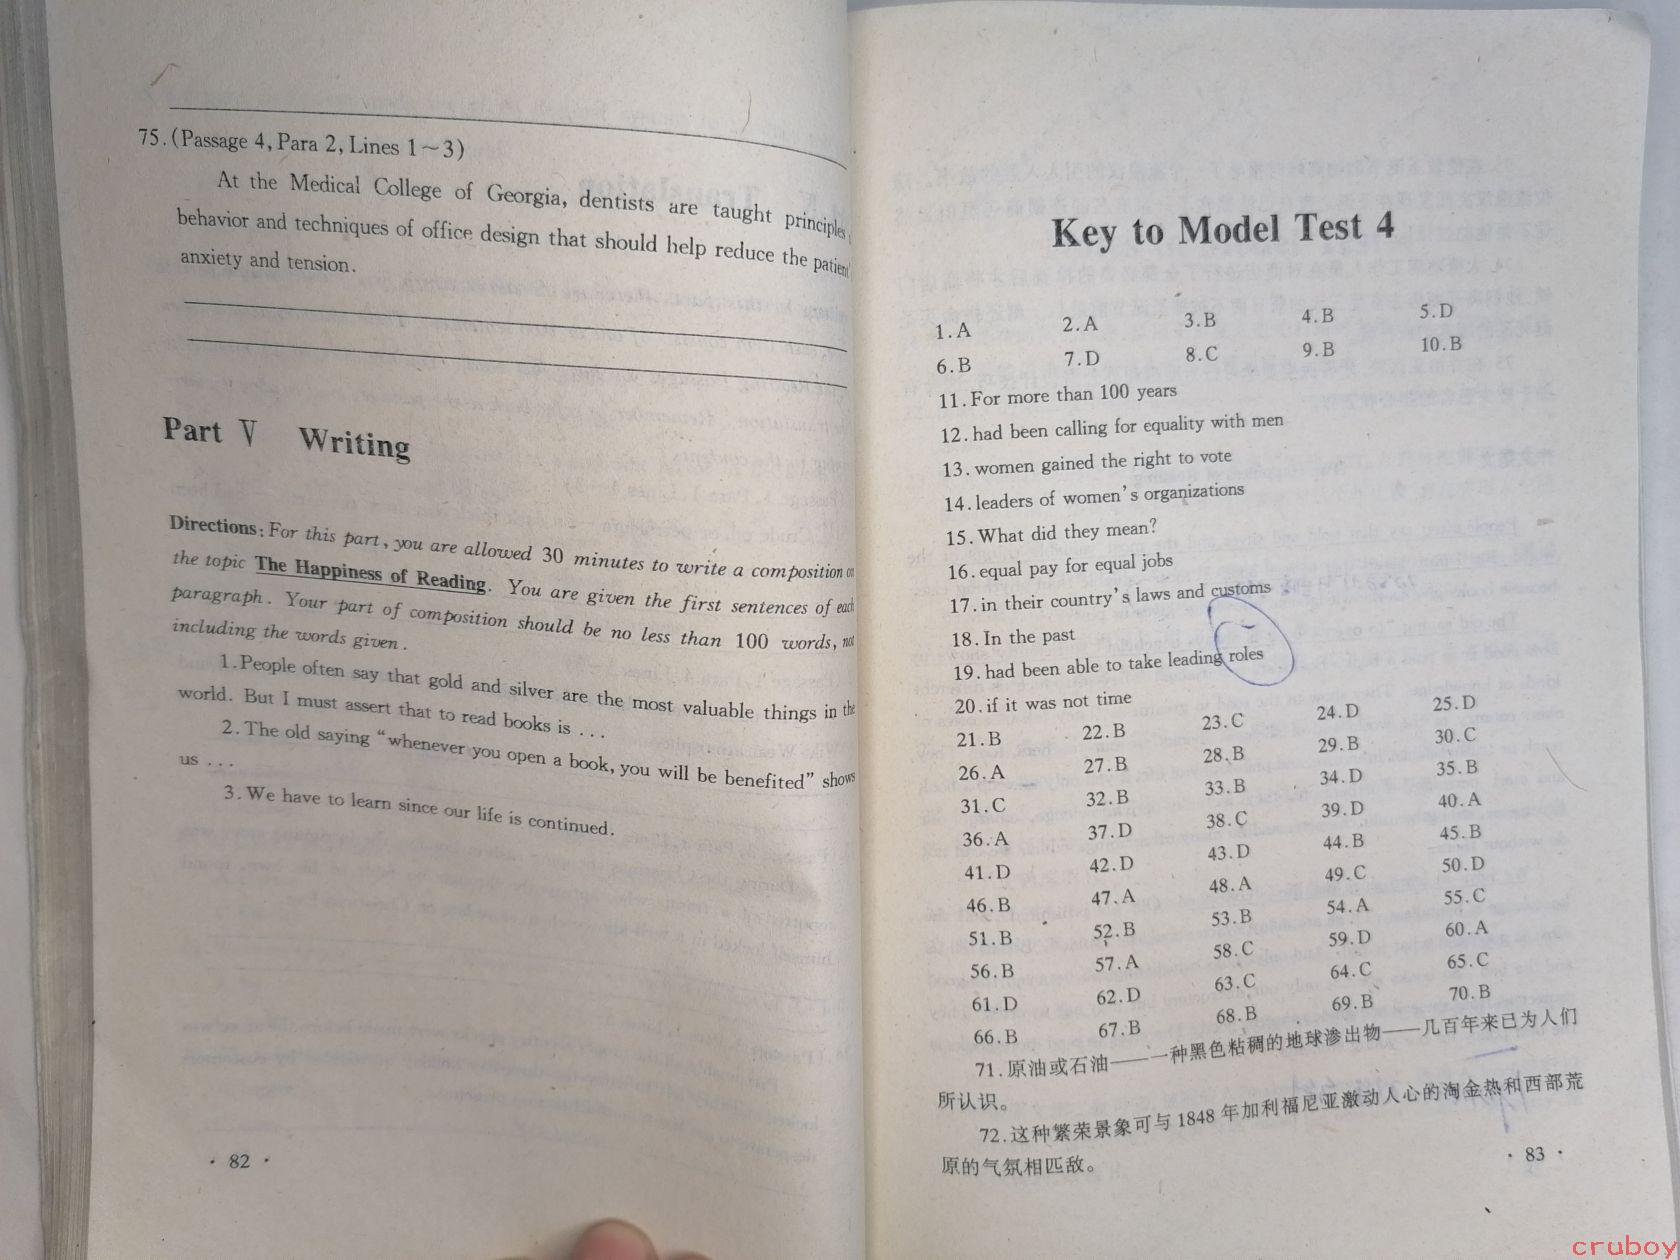 75.(Passage 4, Para 2, Lines 1～3)
At the Medical College of Georgia, dentists are taught principles
behavior and techniques of office design that should help reduce the patient'
anxiety and tension.
Part Ⅴ Writing
Directions: For this part, you are allowed 30 minutes to write a composition on
the topic The Happiness of Reading. You are given the first sentences of each
paragraph. Your part of composition should be no less than 100 words, not
including the words given.
1.People often say that gold and silver are the most valuable things in the
world. But I must assert that to read books is ...
2.The old saying “whenever you open a book, you will be benefited” shows
us ...
3.We have to learn since our life is continued.
· 82 ·
Key to Model Test 4
1.A 2.A 3.B 4.B 5.D
6.B 7.D 8.C 9.B 10.B
11.For more than 100 years
12.had been calling for equality with men
13.women gained the right to vote
14.leaders of women's organizations
15.What did they mean?
16.equal pay for equal jobs
17.in their country's laws and customs
18.In the past
19.had been able to take leading roles
20.if it was not time
21.B 22.B 23.C 24.D 25.D
26.A 27.B 28.B 29.B 30.C
31.C 32.B 33.B 34.D 35.B
36.A 37.D 38.C 39.D 40.A
41.D 42.D 43.D 44.B 45.B
46.B 47.A 48.A 49.C 50.D
51.B 52.B 53.B 54.A 55.C
56.B 57.A 58.C 59.D 60.A
61.D 62.D 63.C 64.C 65.C
66.B 67.B 68.B 69.B 70.B
71.原油或石油——一种黑色粘稠的地球渗出物——几百年来已为人们
所认识。
72.这种繁荣景象可与1848年加利福尼亚激动人心的淘金热和西部荒
原的气氛相匹敌。
· 83 ·
cruboy